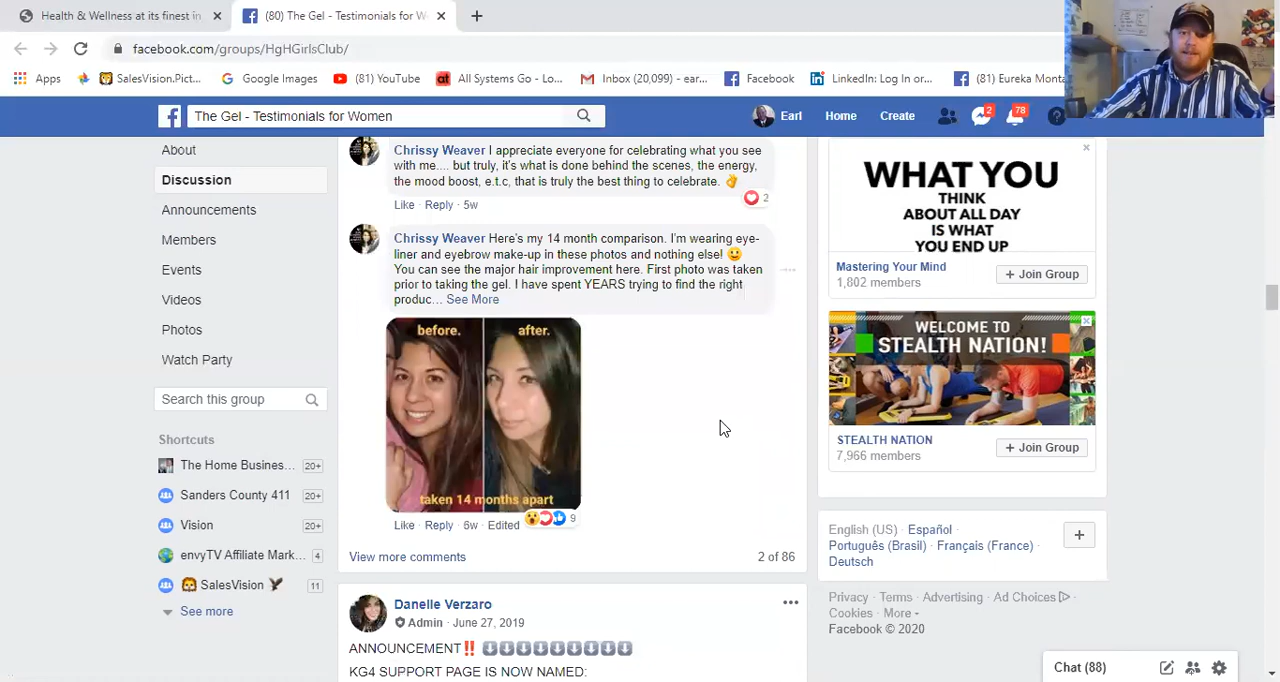 Health & Wellness at its finest in
(80) The Gel - Testimonials for W
facebook.com/groups/HgHGirlsClub/
Apps
SalesVision.Pict...
Google Images
(81) YouTube
All Systems Go - Lo...
Inbox (20,099) - ear...
Facebook
LinkedIn: Log In or...
(81) Eureka Monta
The Gel - Testimonials for Women
Earl
Home
Create
2
78
About
Discussion
Announcements
Members
Events
Videos
Photos
Watch Party
Search this group
Shortcuts
The Home Busines... 20+
Sanders County 411 20+
Vision 20+
envyTV Affiliate Mark... 4
SalesVision 11
See more
Chrissy Weaver I appreciate everyone for celebrating what you see
with me.... but truly, it's what is done behind the scenes, the energy,
the mood boost, e.t.c, that is truly the best thing to celebrate. 👌
2
Like · Reply · 5w
Chrissy Weaver Here's my 14 month comparison. I'm wearing eye-
liner and eyebrow make-up in these photos and nothing else! 🙂
You can see the major hair improvement here. First photo was taken
prior to taking the gel. I have spent YEARS trying to find the right
produc... See More
before.
after.
taken 14 months apart
Like · Reply · 6w · Edited
9
View more comments
2 of 86
Danelle Verzaro
Admin · June 27, 2019
ANNOUNCEMENT‼️ ⬇️⬇️⬇️⬇️⬇️⬇️⬇️⬇️⬇️
KG4 SUPPORT PAGE IS NOW NAMED:
WHAT YOU
THINK
ABOUT ALL DAY
IS WHAT
YOU END UP
Mastering Your Mind
1,802 members
+ Join Group
WELCOME TO
STEALTH NATION!
STEALTH NATION
7,966 members
+ Join Group
English (US) · Español ·
Português (Brasil) · Français (France) ·
Deutsch
Privacy · Terms · Advertising · Ad Choices ·
Cookies · More
Facebook © 2020
Chat (88)